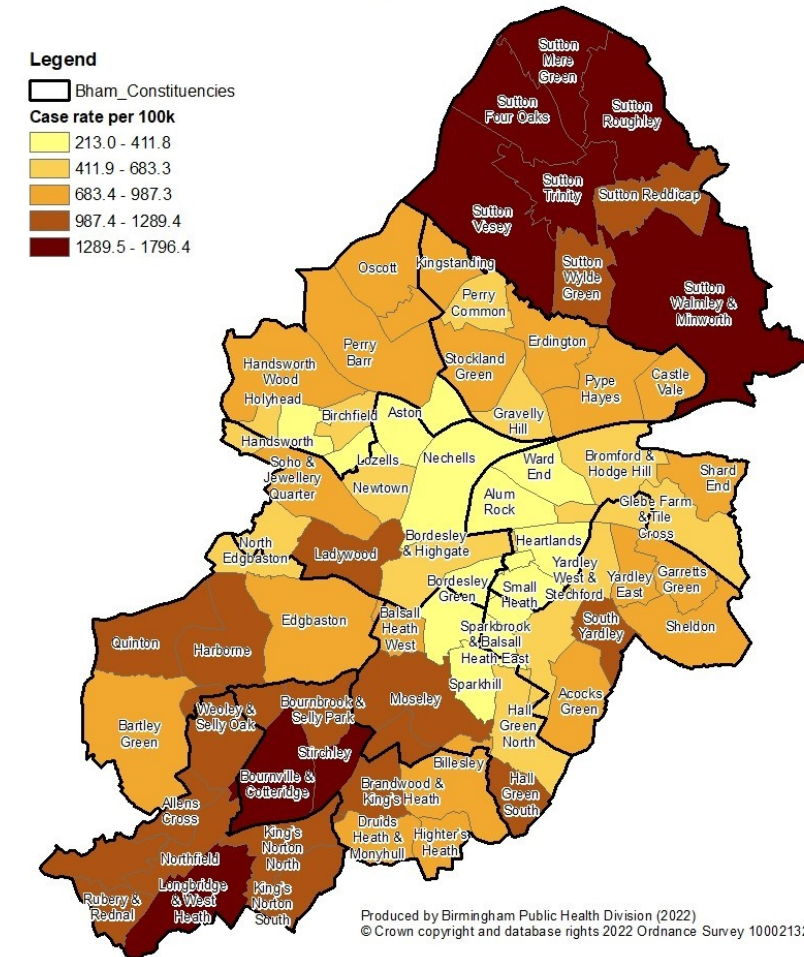 Legend
Bham_Constituencies
Case rate per 100k
213.0 - 411.8
411.9 - 683.3
683.4 - 987.3
987.4 - 1289.4
1289.5 - 1796.4
Sutton
Mere
Green
Sutton
Four Oaks
Sutton
Roughley
Sutton
Trinity
Sutton Reddicap
Sutton
Vesey
Sutton
Wylde
Green
Sutton
Walmley &
Minworth
Oscott
Kingstanding
Perry
Common
Erdington
Perry
Barr
Stockland
Green
Handsworth
Wood
Pype
Hayes
Castle
Vale
Holyhead
Birchfield
Aston
Gravelly
Hill
Handsworth
Lozells
Nechells
Ward
End
Bromford &
Hodge Hill
Shard
End
Soho &
Jewellery
Quarter
Newtown
Alum
Rock
Glebe Farm
& Tile
Cross
North
Edgbaston
Ladywood
Bordesley
& Highgate
Heartlands
Yardley
West &
Stechford
Yardley
East
Garretts
Green
Bordesley
Green
Small
Heath
Edgbaston
Balsall
Heath
West
Sparkbrook
& Balsall
Heath East
South
Yardley
Sheldon
Quinton
Harborne
Sparkhill
Moseley
Acocks
Green
Bartley
Green
Weoley &
Selly Oak
Bournbrook &
Selly Park
Hall
Green
North
Stirchley
Billesley
Bournville &
Cotteridge
Brandwood &
King's Heath
Hall
Green
South
Allens
Cross
Druids
Heath &
Monyhull
Highter's
Heath
King's
Norton
North
Northfield
Rubery &
Rednal
Longbridge
& West
Heath
King's
Norton
South
Produced by Birmingham Public Health Division (2022)
© Crown copyright and database rights 2022 Ordnance Survey 10002132